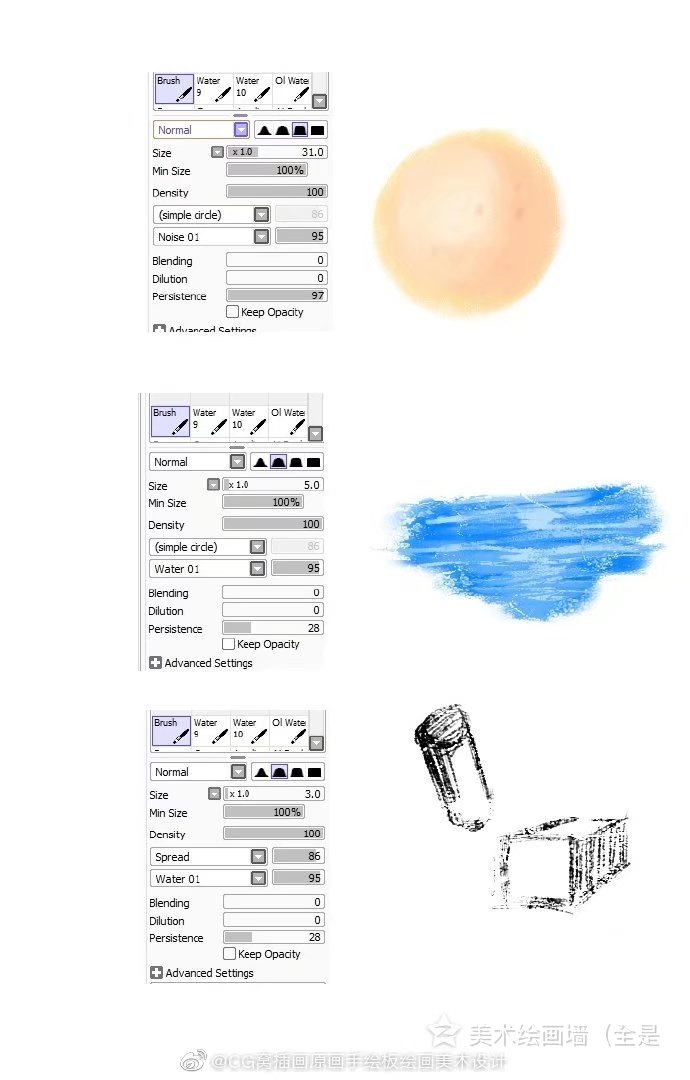 Brush Water 9 Water 10 Ol Water
Normal
Size x 1.0 31.0
Min Size 100%
Density 100
(simple circle) 86
Noise 01 95
Blending 0
Dilution 0
Persistence 97
Keep Opacity
Advanced Settings
Brush Water 9 Water 10 Ol Water
Normal
Size x 1.0 5.0
Min Size 100%
Density 100
(simple circle) 86
Water 01 95
Blending 0
Dilution 0
Persistence 28
Keep Opacity
Advanced Settings
Brush Water 9 Water 10 Ol Water
Normal
Size x 1.0 3.0
Min Size 100%
Density 100
Spread 86
Water 01 95
Blending 0
Dilution 0
Persistence 28
Keep Opacity
Advanced Settings
美术绘画墙（全是
@CG窝插画原画手绘板绘画美术设计